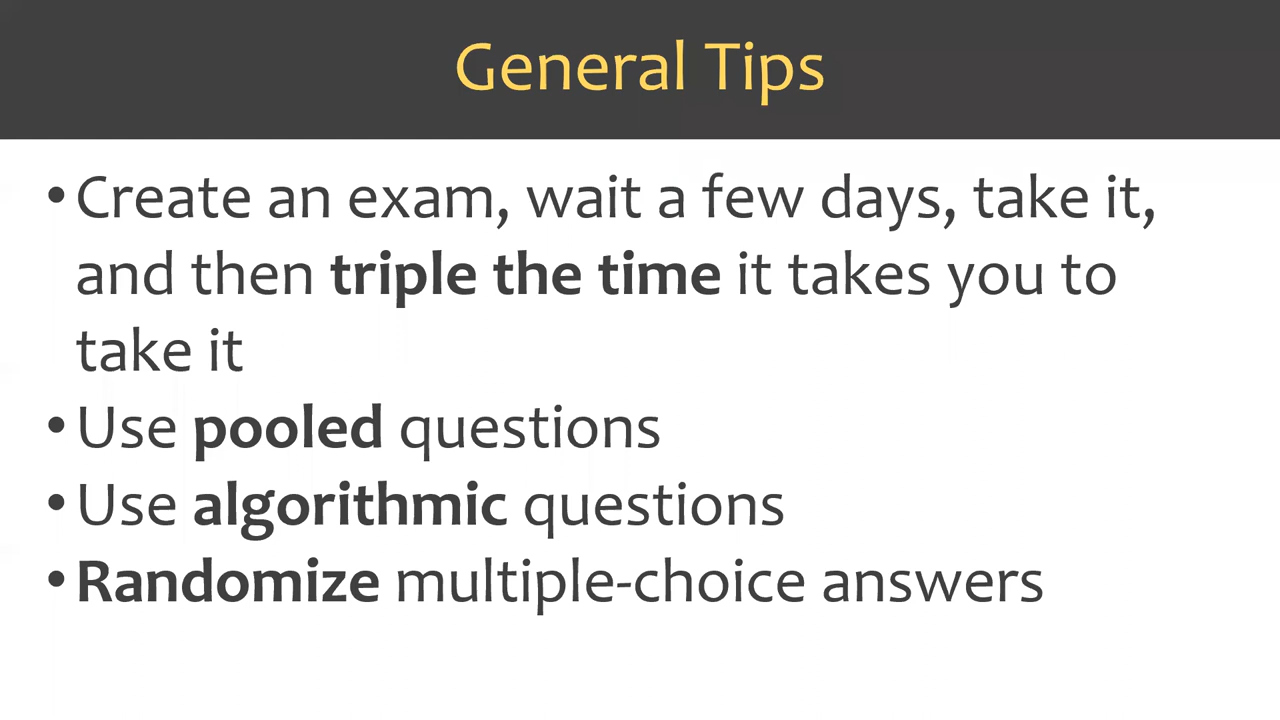 General Tips
• Create an exam, wait a few days, take it,
and then triple the time it takes you to
take it
• Use pooled questions
• Use algorithmic questions
• Randomize multiple-choice answers